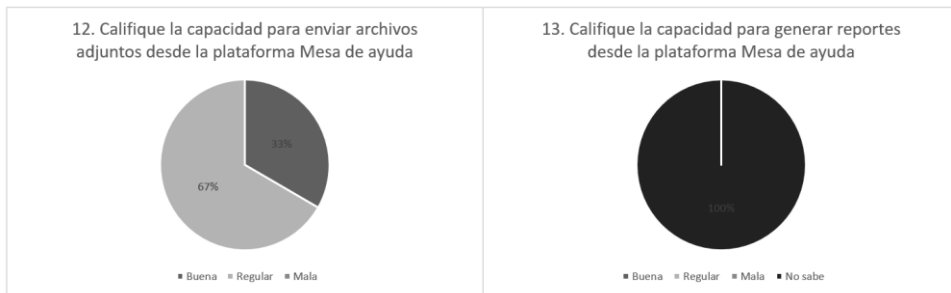 12. Califique la capacidad para enviar archivos
adjuntos desde la plataforma Mesa de ayuda
33%
67%
Buena Regular Mala
13. Califique la capacidad para generar reportes
desde la plataforma Mesa de ayuda
100%
Buena Regular Mala No sabe